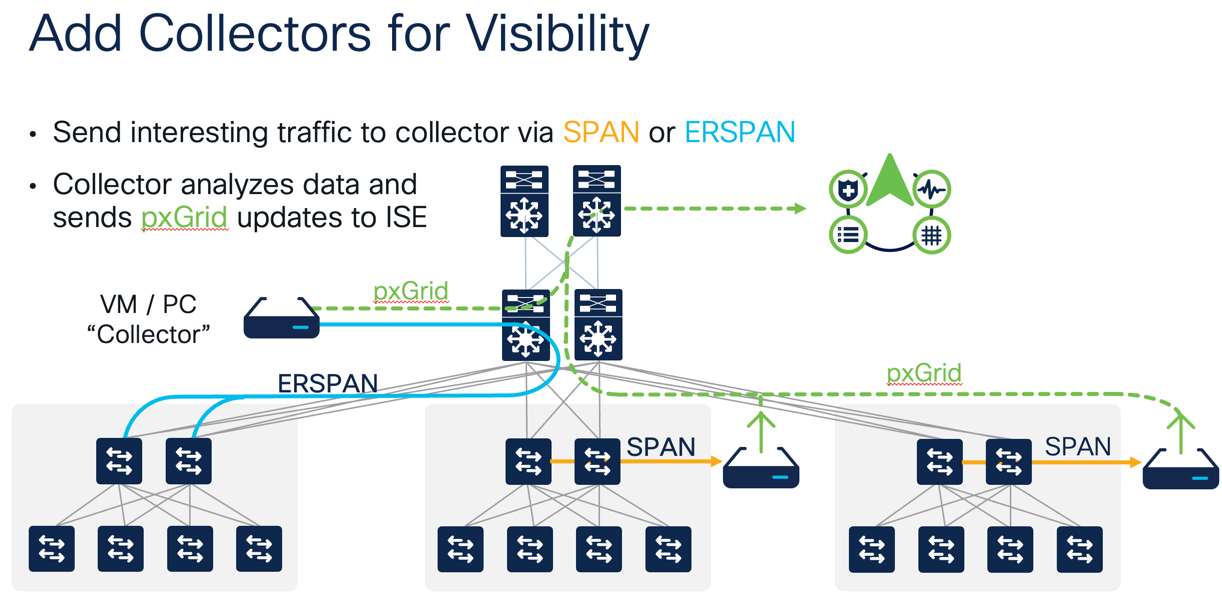 Add Collectors for Visibility
• Send interesting traffic to collector via SPAN or ERSPAN
• Collector analyzes data and
sends pxGrid updates to ISE
VM / PC
“Collector”
pxGrid
ERSPAN
pxGrid
SPAN
SPAN